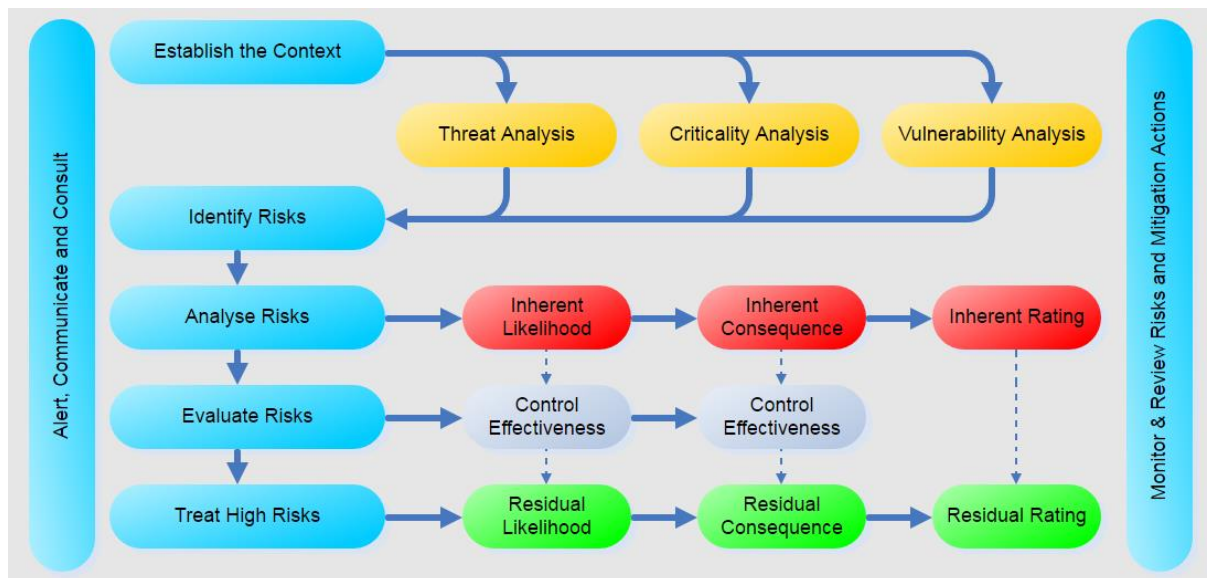 Alert, Communicate and Consult
Establish the Context
Threat Analysis
Criticality Analysis
Vulnerability Analysis
Identify Risks
Analyse Risks
Inherent
Likelihood
Inherent
Consequence
Inherent Rating
Evaluate Risks
Control
Effectiveness
Control
Effectiveness
Treat High Risks
Residual
Likelihood
Residual
Consequence
Residual Rating
Monitor & Review Risks and Mitigation Actions